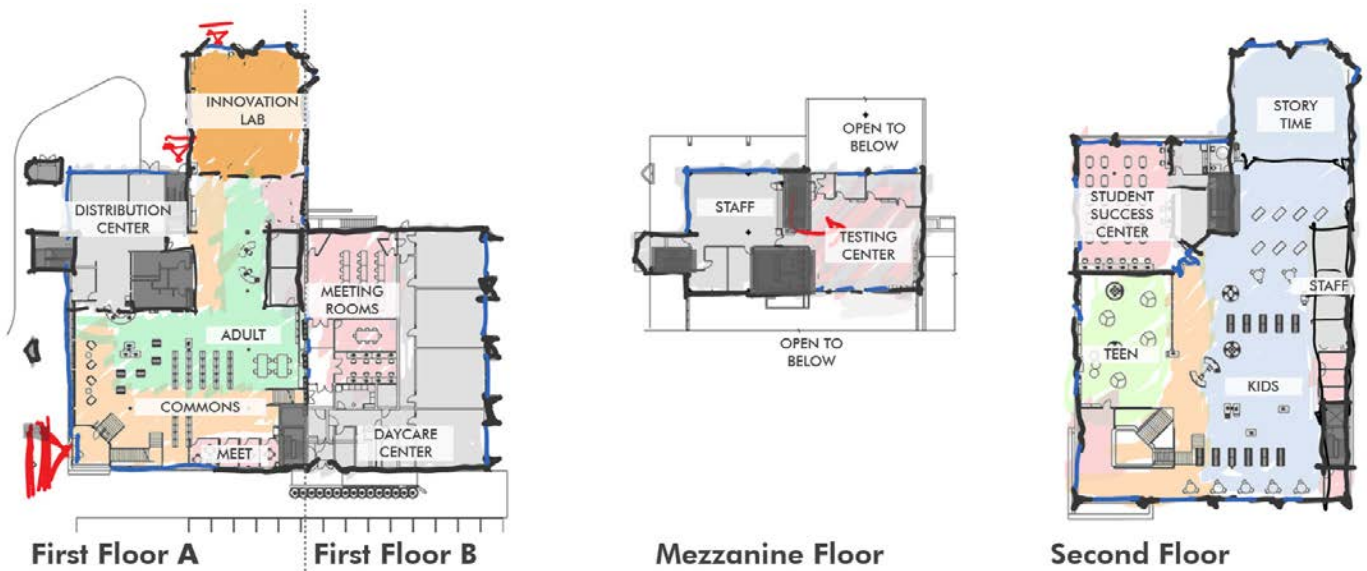 INNOVATION
LAB
DISTRIBUTION
CENTER
MEETING
ROOMS
ADULT
COMMONS
MEET
DAYCARE
CENTER
First Floor A
First Floor B
OPEN TO
BELOW
STAFF
TESTING
CENTER
OPEN TO
BELOW
Mezzanine Floor
STORY
TIME
STUDENT
SUCCESS
CENTER
STAFF
TEEN
KIDS
Second Floor